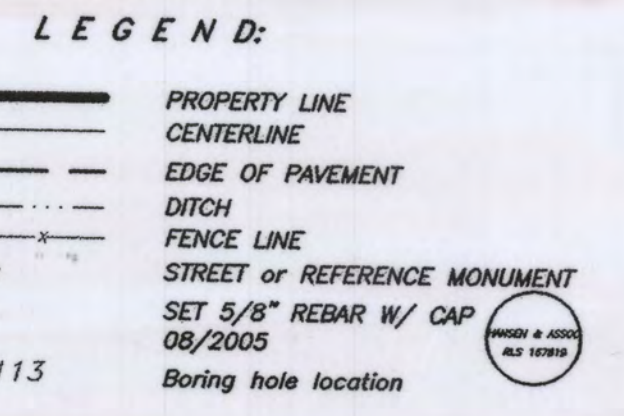 L E G E N D:
PROPERTY LINE
CENTERLINE
EDGE OF PAVEMENT
DITCH
x FENCE LINE
STREET or REFERENCE MONUMENT
SET 5/8" REBAR W/ CAP
08/2005
HANSEN & ASSOC
RLS 157819
113
Boring hole location